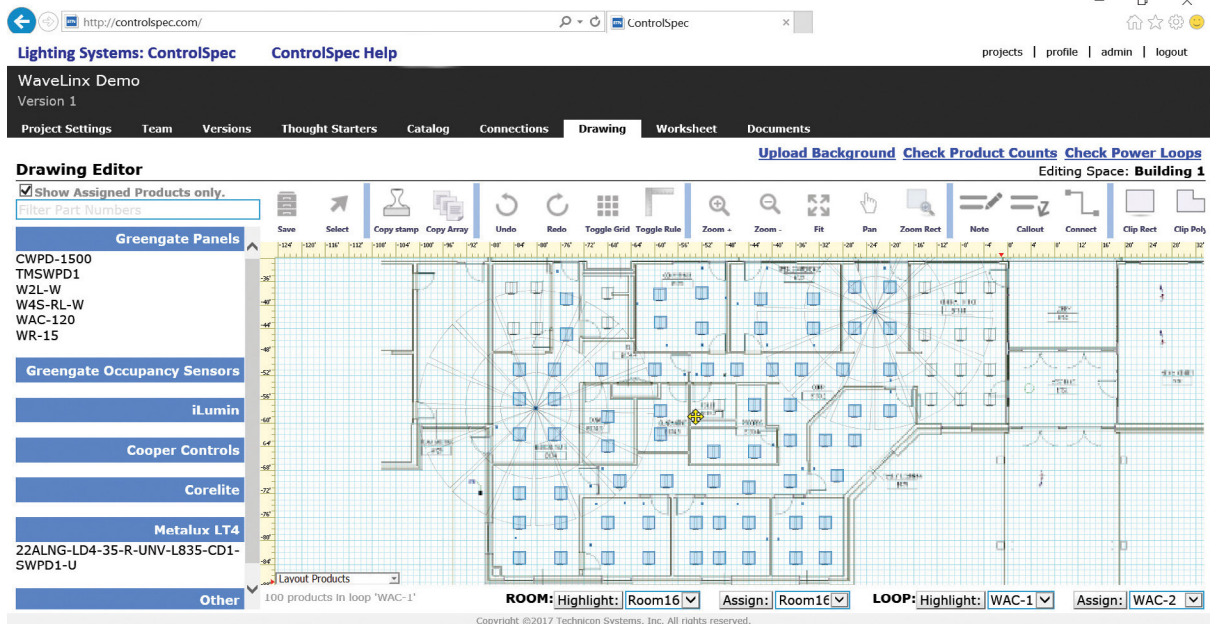 http://controlspec.com/
ControlSpec
Lighting Systems: ControlSpec ControlSpec Help
projects | profile | admin | logout
WaveLinx Demo
Version 1
Project Settings Team Versions Thought Starters Catalog Connections Drawing Worksheet Documents
Upload Background Check Product Counts Check Power Loops
Drawing Editor
Editing Space: Building 1
Show Assigned Products only.
Filter Part Numbers
Save Select Copy stamp Copy Array Undo Redo Toggle Grid Toggle Rule Zoom + Zoom - Fit Pan Zoom Rect Note Callout Connect Clip Rect Clip Poly
Greengate Panels
CWPD-1500
TMSWPD1
W2L-W
W4S-RL-W
WAC-120
WR-15
Greengate Occupancy Sensors
iLumin
Cooper Controls
Corelite
Metalux LT4
22ALNG-LD4-35-R-UNV-L835-CD1-
SWPD1-U
Other
Layout Products
100 products in loop 'WAC-1'
ROOM: Highlight: Room16 Assign: Room16 LOOP: Highlight: WAC-1 Assign: WAC-2
Copyright ©2017 Technicon Systems, Inc. All rights reserved.